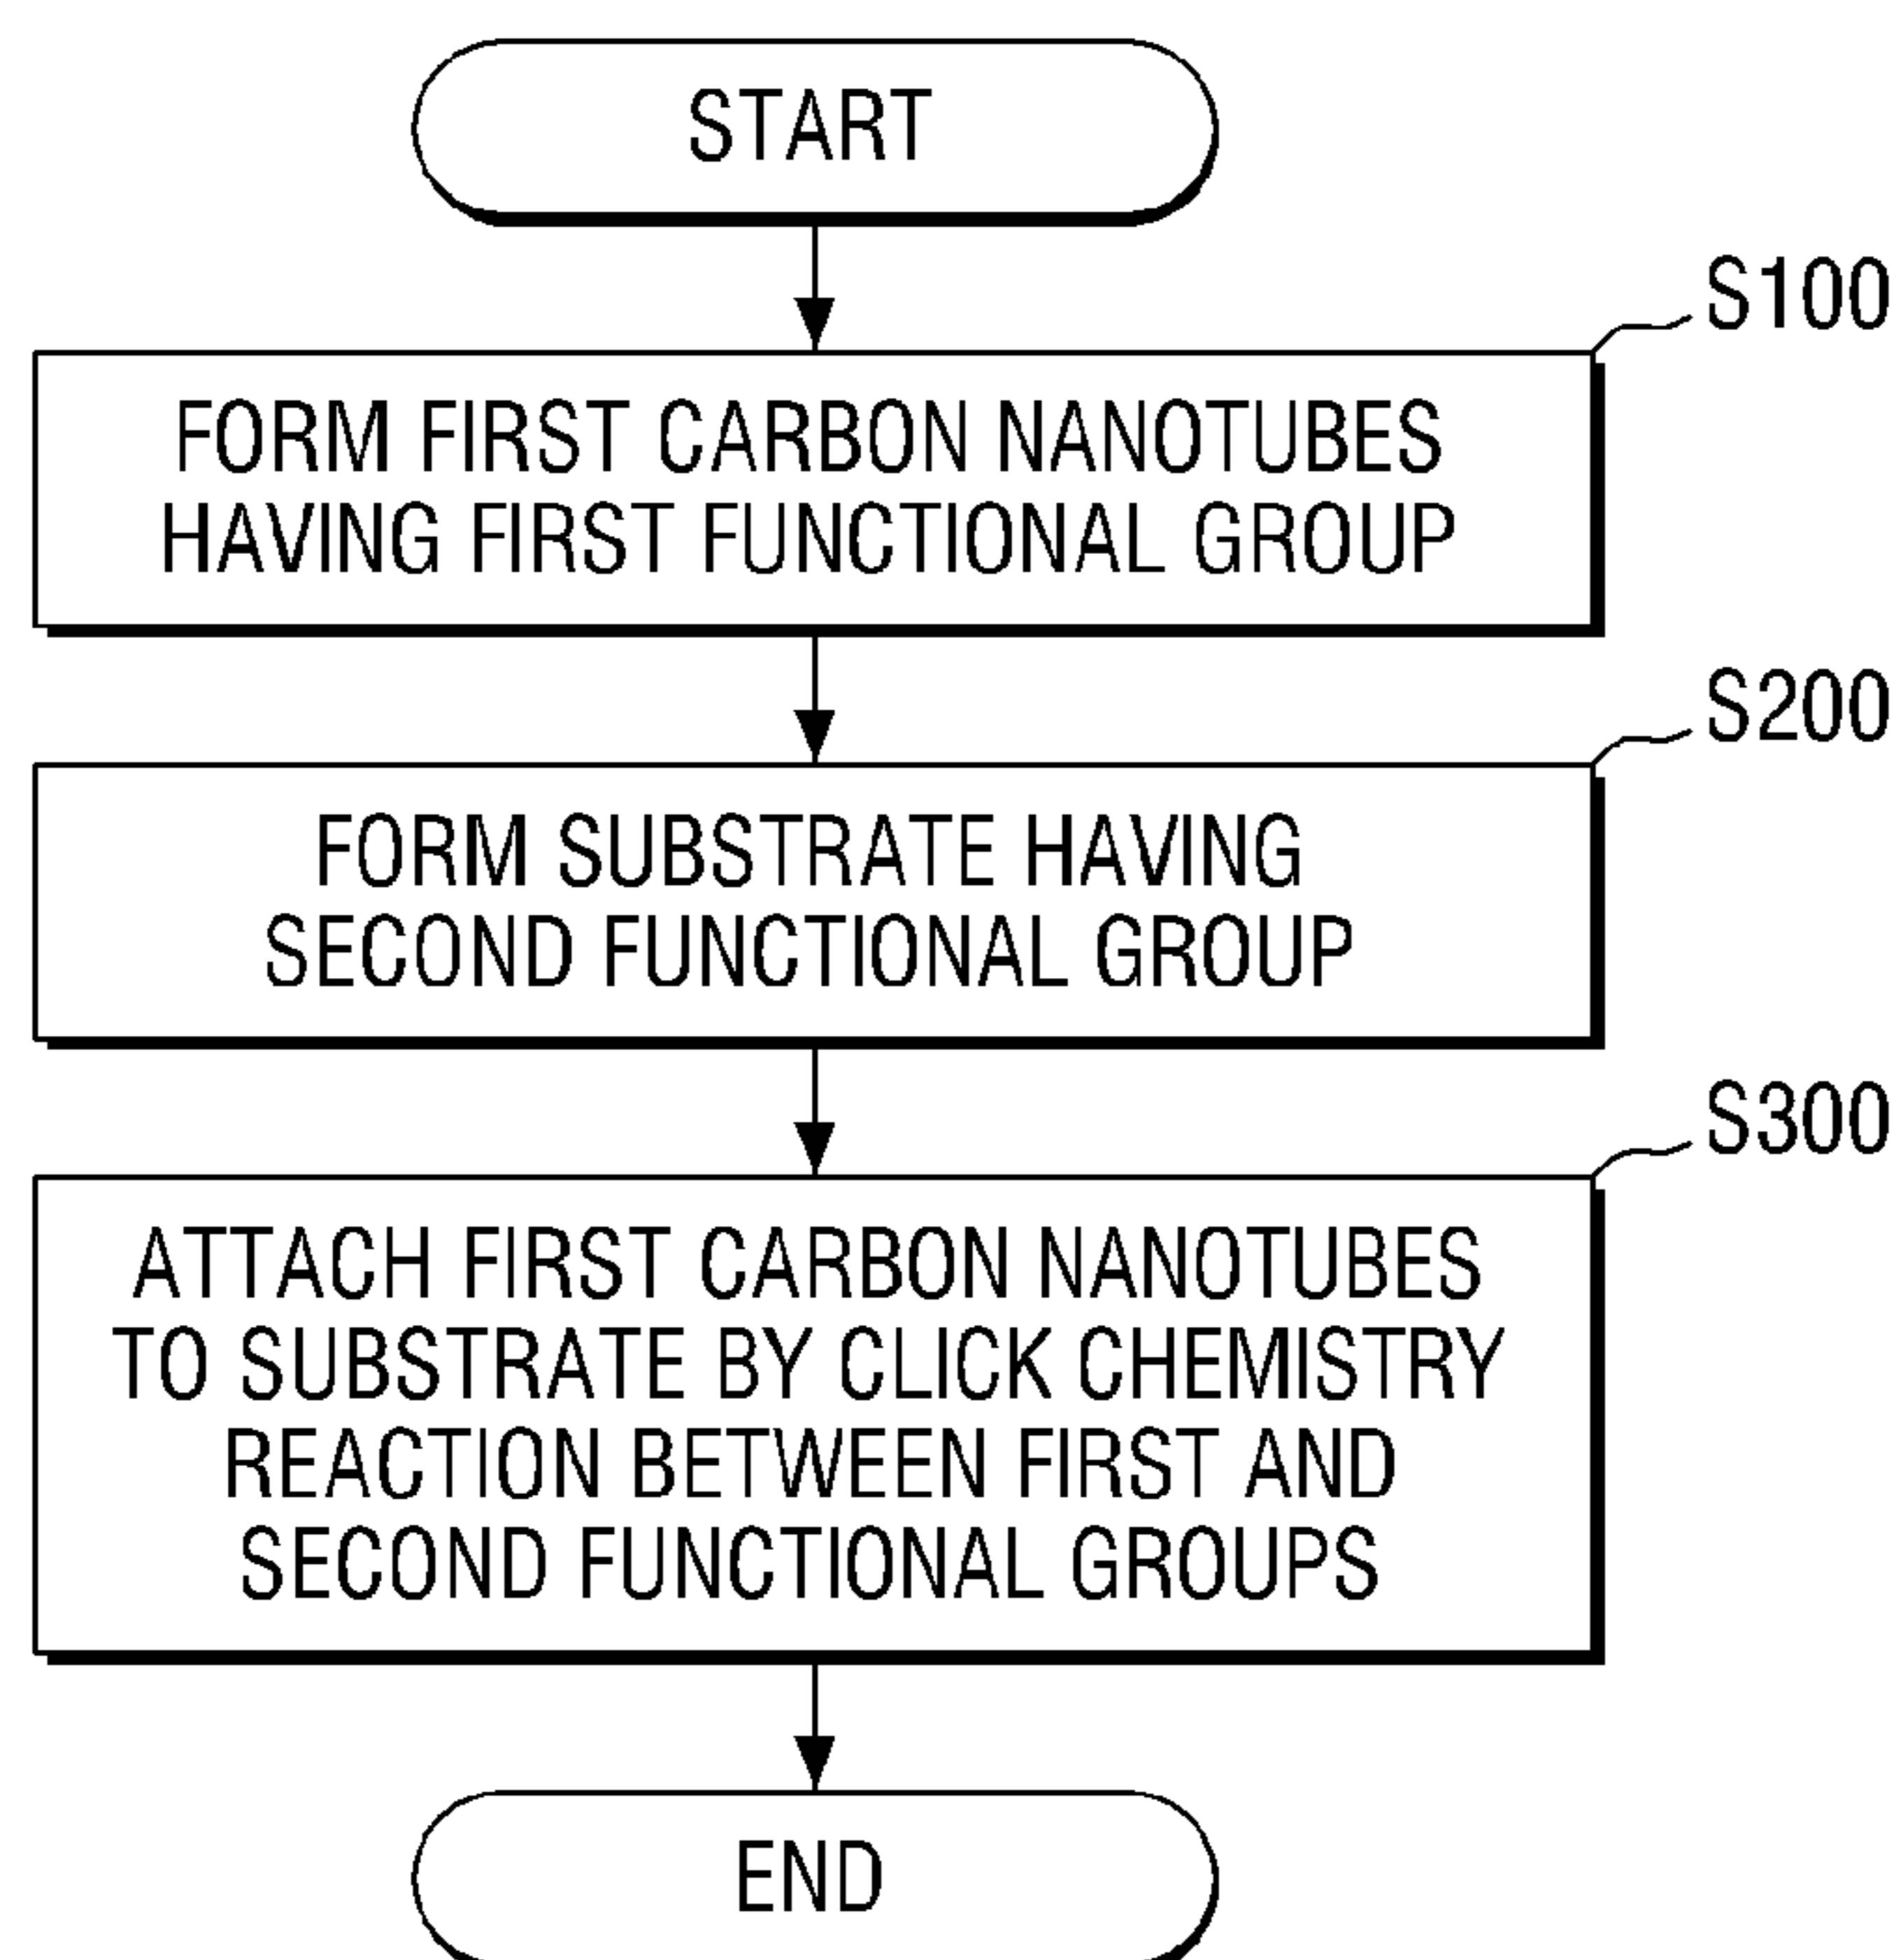 START
S100
FORM FIRST CARBON NANOTUBES
HAVING FIRST FUNCTIONAL GROUP
S200
FORM SUBSTRATE HAVING
SECOND FUNCTIONAL GROUP
S300
ATTACH FIRST CARBON NANOTUBES
TO SUBSTRATE BY CLICK CHEMISTRY
REACTION BETWEEN FIRST AND
SECOND FUNCTIONAL GROUPS
END